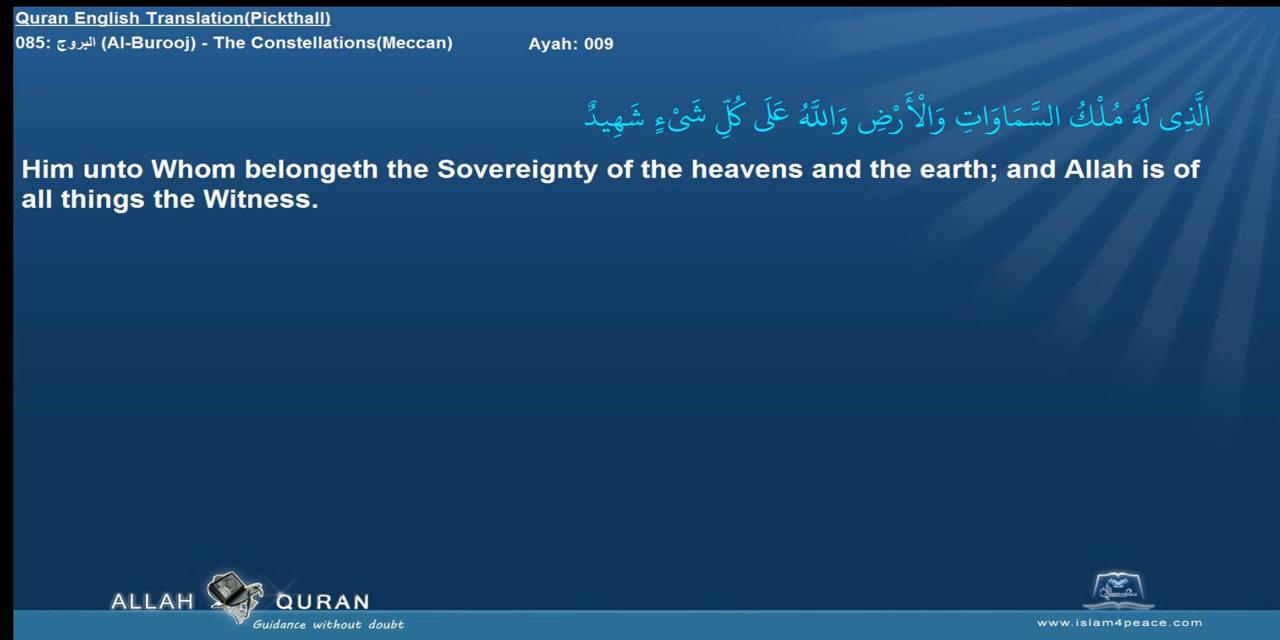 Quran English Translation(Pickthall)
085: البروج (Al-Burooj) - The Constellations(Meccan) Ayah: 009
الَّذِى لَهُ مُلْكُ السَّمَاوَاتِ وَالْأَرْضِ وَاللَّهُ عَلَى كُلِّ شَىْءٍ شَهِيدٌ
Him unto Whom belongeth the Sovereignty of the heavens and the earth; and Allah is of
all things the Witness.
ALLAH QURAN
Guidance without doubt
www.islam4peace.com